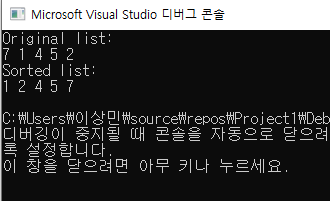 Microsoft Visual Studio 디버그 콘솔
Original list:
7 1 4 5 2
Sorted list:
1 2 4 5 7
C:₩Users₩이상민₩source₩repos₩Project1₩Deb
디버깅이 중지될 때 콘솔을 자동으로 닫으려
록 설정합니다.
이 창을 닫으려면 아무 키나 누르세요.